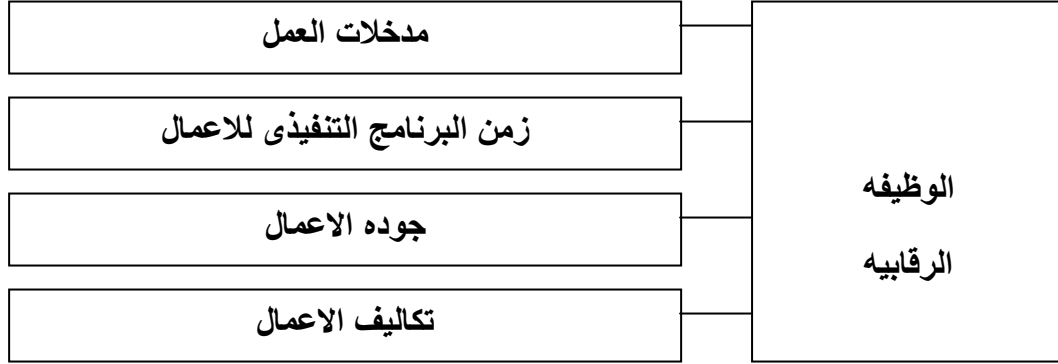 مدخلات العمل
زمن البرنامج التنفيذى للاعمال
جوده الاعمال
تكاليف الاعمال
الوظيفه
الرقابيه